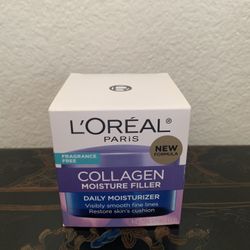 L'ORÉAL
PARIS
FRAGRANCE
FREE
NEW
FORMULA
COLLAGEN
MOISTURE FILLER
DAILY MOISTURIZER
Visibly smooth fine lines
Restore skin's cushion